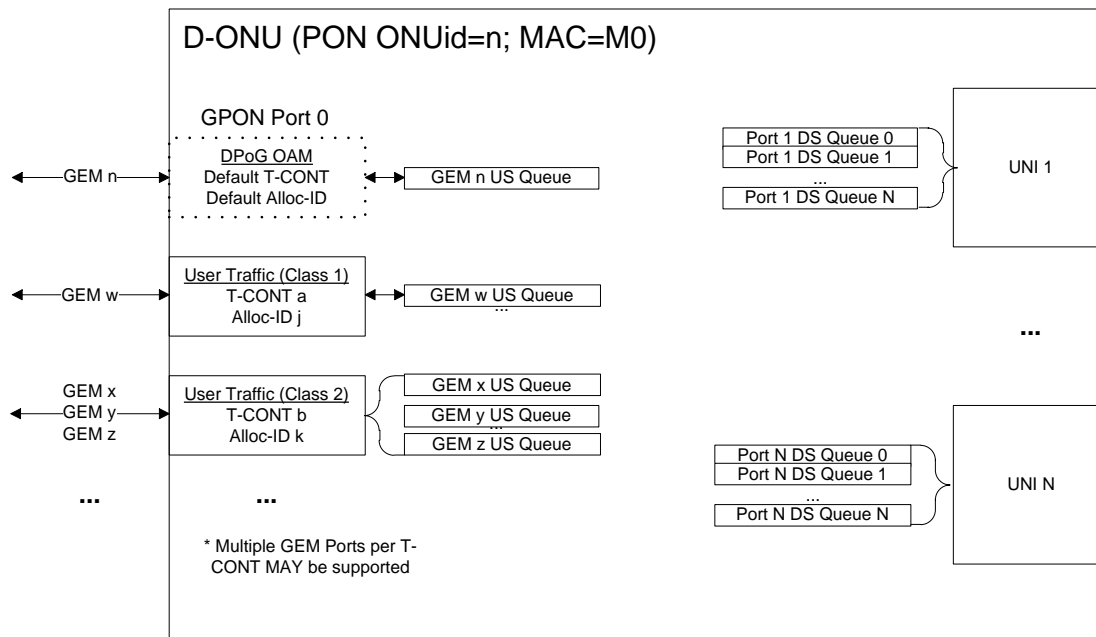 D-ONU (PON ONUid=n; MAC=M0)
GPON Port 0
DPoG OAM
Default T-CONT
Default Alloc-ID
GEM n
GEM n US Queue
Port 1 DS Queue 0
Port 1 DS Queue 1
...
Port 1 DS Queue N
UNI 1
User Traffic (Class 1)
T-CONT a
Alloc-ID j
GEM w
GEM w US Queue
...
...
GEM x
GEM y
GEM z
User Traffic (Class 2)
T-CONT b
Alloc-ID k
GEM x US Queue
GEM y US Queue
...
GEM z US Queue
Port N DS Queue 0
Port N DS Queue 1
...
Port N DS Queue N
UNI N
...
...
* Multiple GEM Ports per T-
CONT MAY be supported